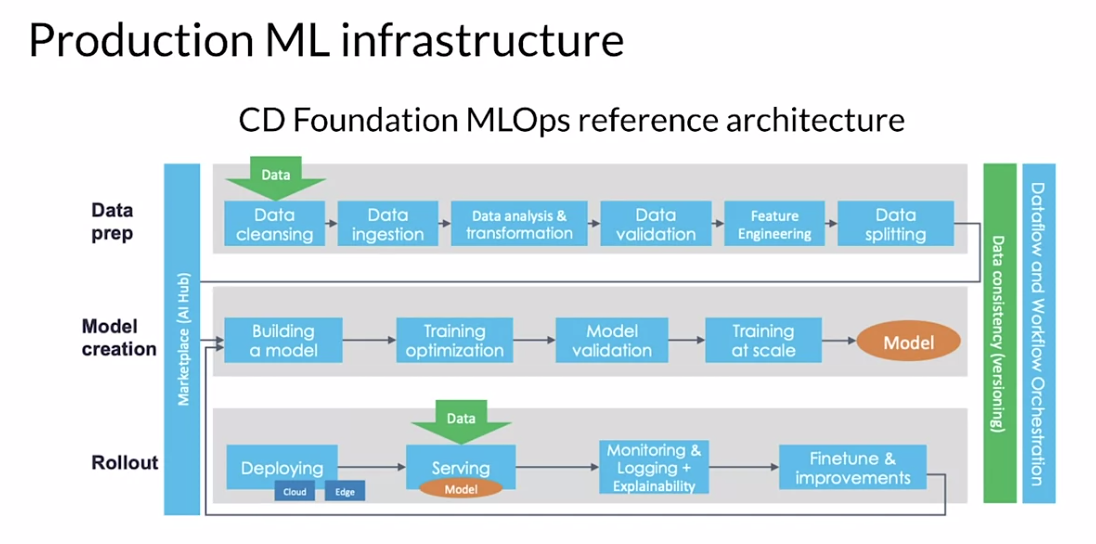 Production ML infrastructure
CD Foundation MLOps reference architecture
Marketplace (AI Hub)
Data
prep
Data
Data
cleansing
Data
ingestion
Data analysis &
transformation
Data
validation
Feature
Engineering
Data
splitting
Model
creation
Building
a model
Training
optimization
Model
validation
Training
at scale
Model
Rollout
Deploying
Cloud
Edge
Data
Serving
Model
Monitoring &
Logging +
Explainability
Finetune &
improvements
Data consistency (versioning)
Dataflow and Workflow Orchestration